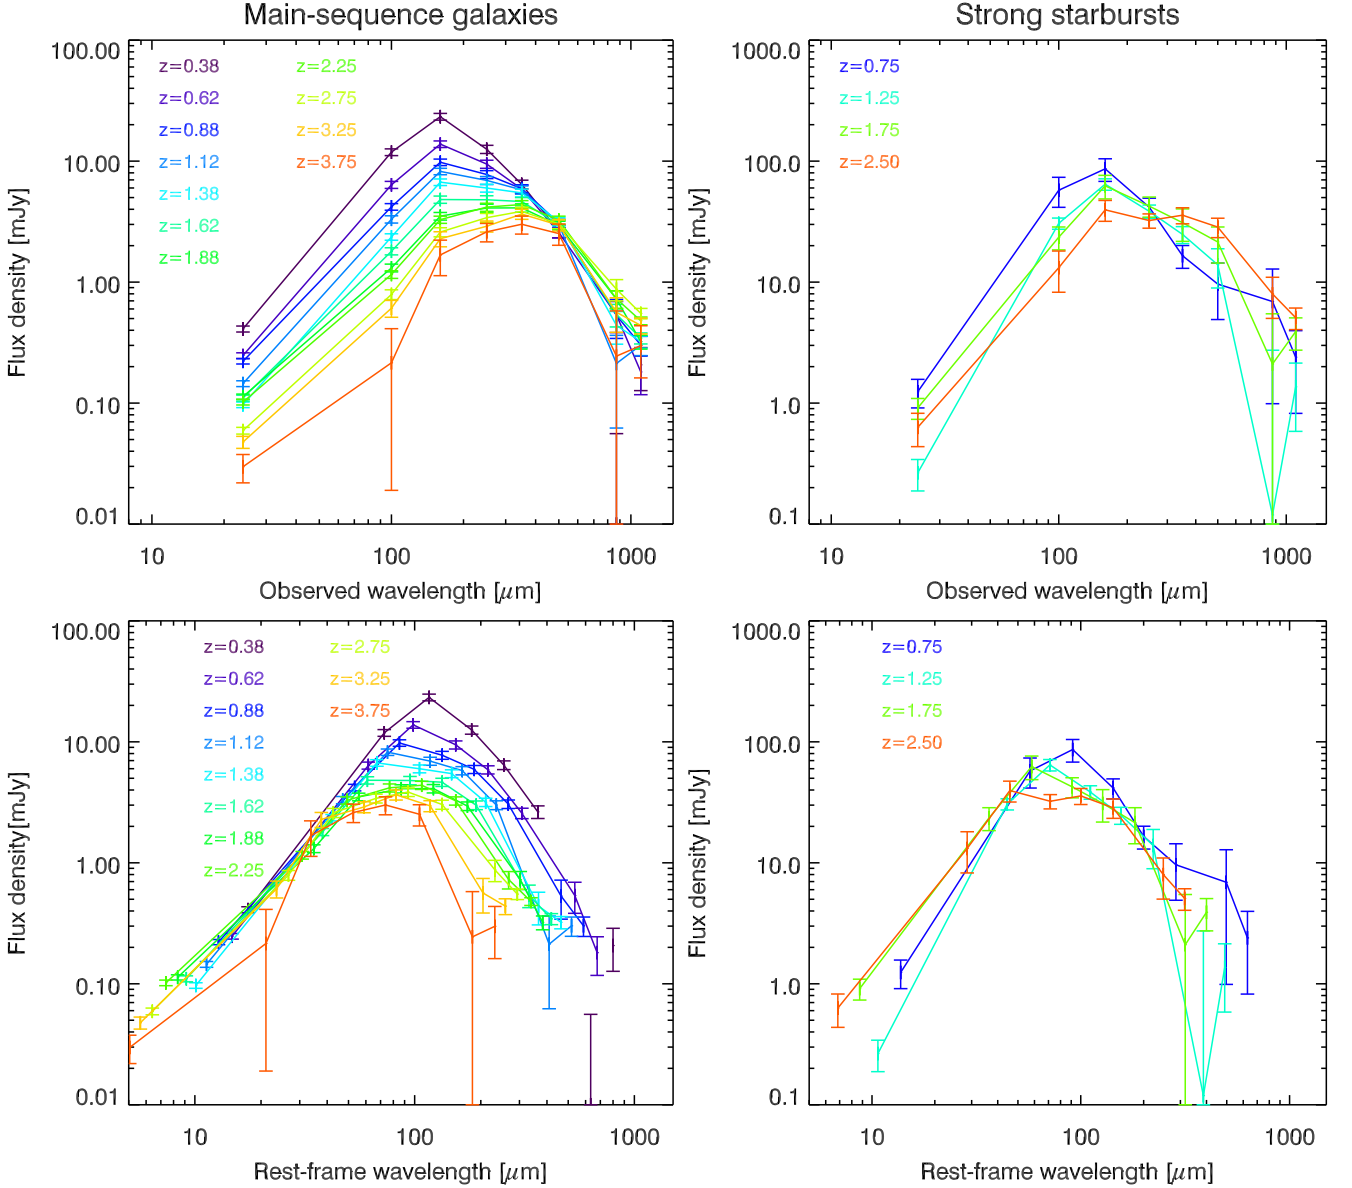 Main-sequence galaxies
Strong starbursts
100.00
10.00
1.00
0.10
0.01
Flux density [mJy]
z=0.38
z=0.62
z=0.88
z=1.12
z=1.38
z=1.62
z=1.88
z=2.25
z=2.75
z=3.25
z=3.75
10
100
1000
Observed wavelength [μm]
1000.0
100.0
10.0
1.0
0.1
Flux density [mJy]
z=0.75
z=1.25
z=1.75
z=2.50
10
100
1000
Observed wavelength [μm]
100.00
10.00
1.00
0.10
0.01
Flux density[mJy]
z=0.38
z=0.62
z=0.88
z=1.12
z=1.38
z=1.62
z=1.88
z=2.25
z=2.75
z=3.25
z=3.75
10
100
1000
Rest-frame wavelength [μm]
1000.0
100.0
10.0
1.0
0.1
Flux density [mJy]
z=0.75
z=1.25
z=1.75
z=2.50
10
100
1000
Rest-frame wavelength [μm]